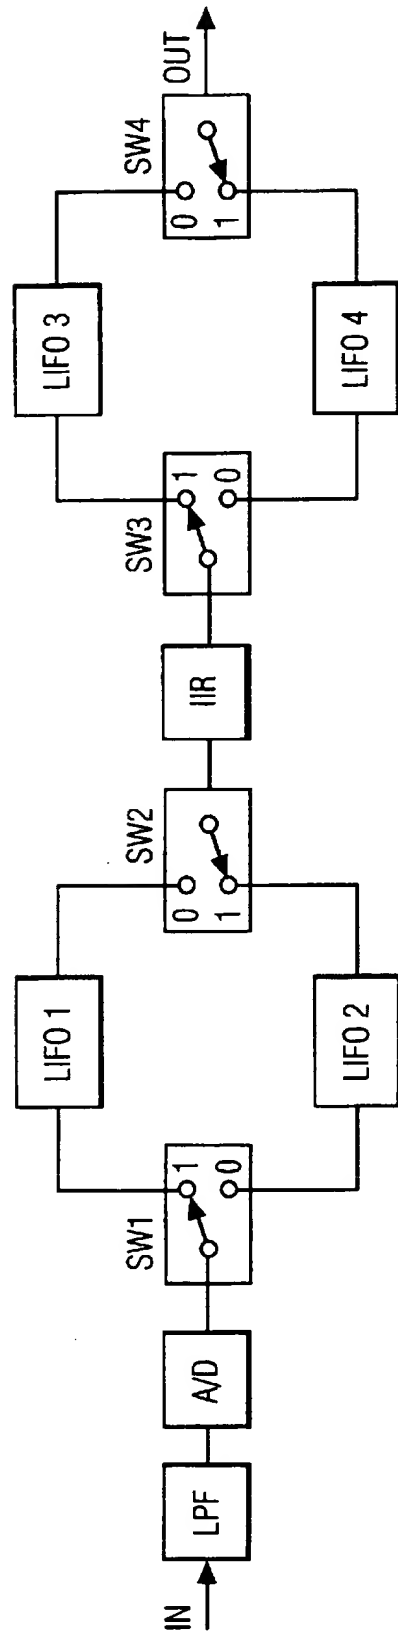 IN
LPF
A/D
SW1
1
0
LIFO 1
LIFO 2
SW2
0
1
IIR
SW3
1
0
LIFO 3
LIFO 4
SW4
0
1
OUT